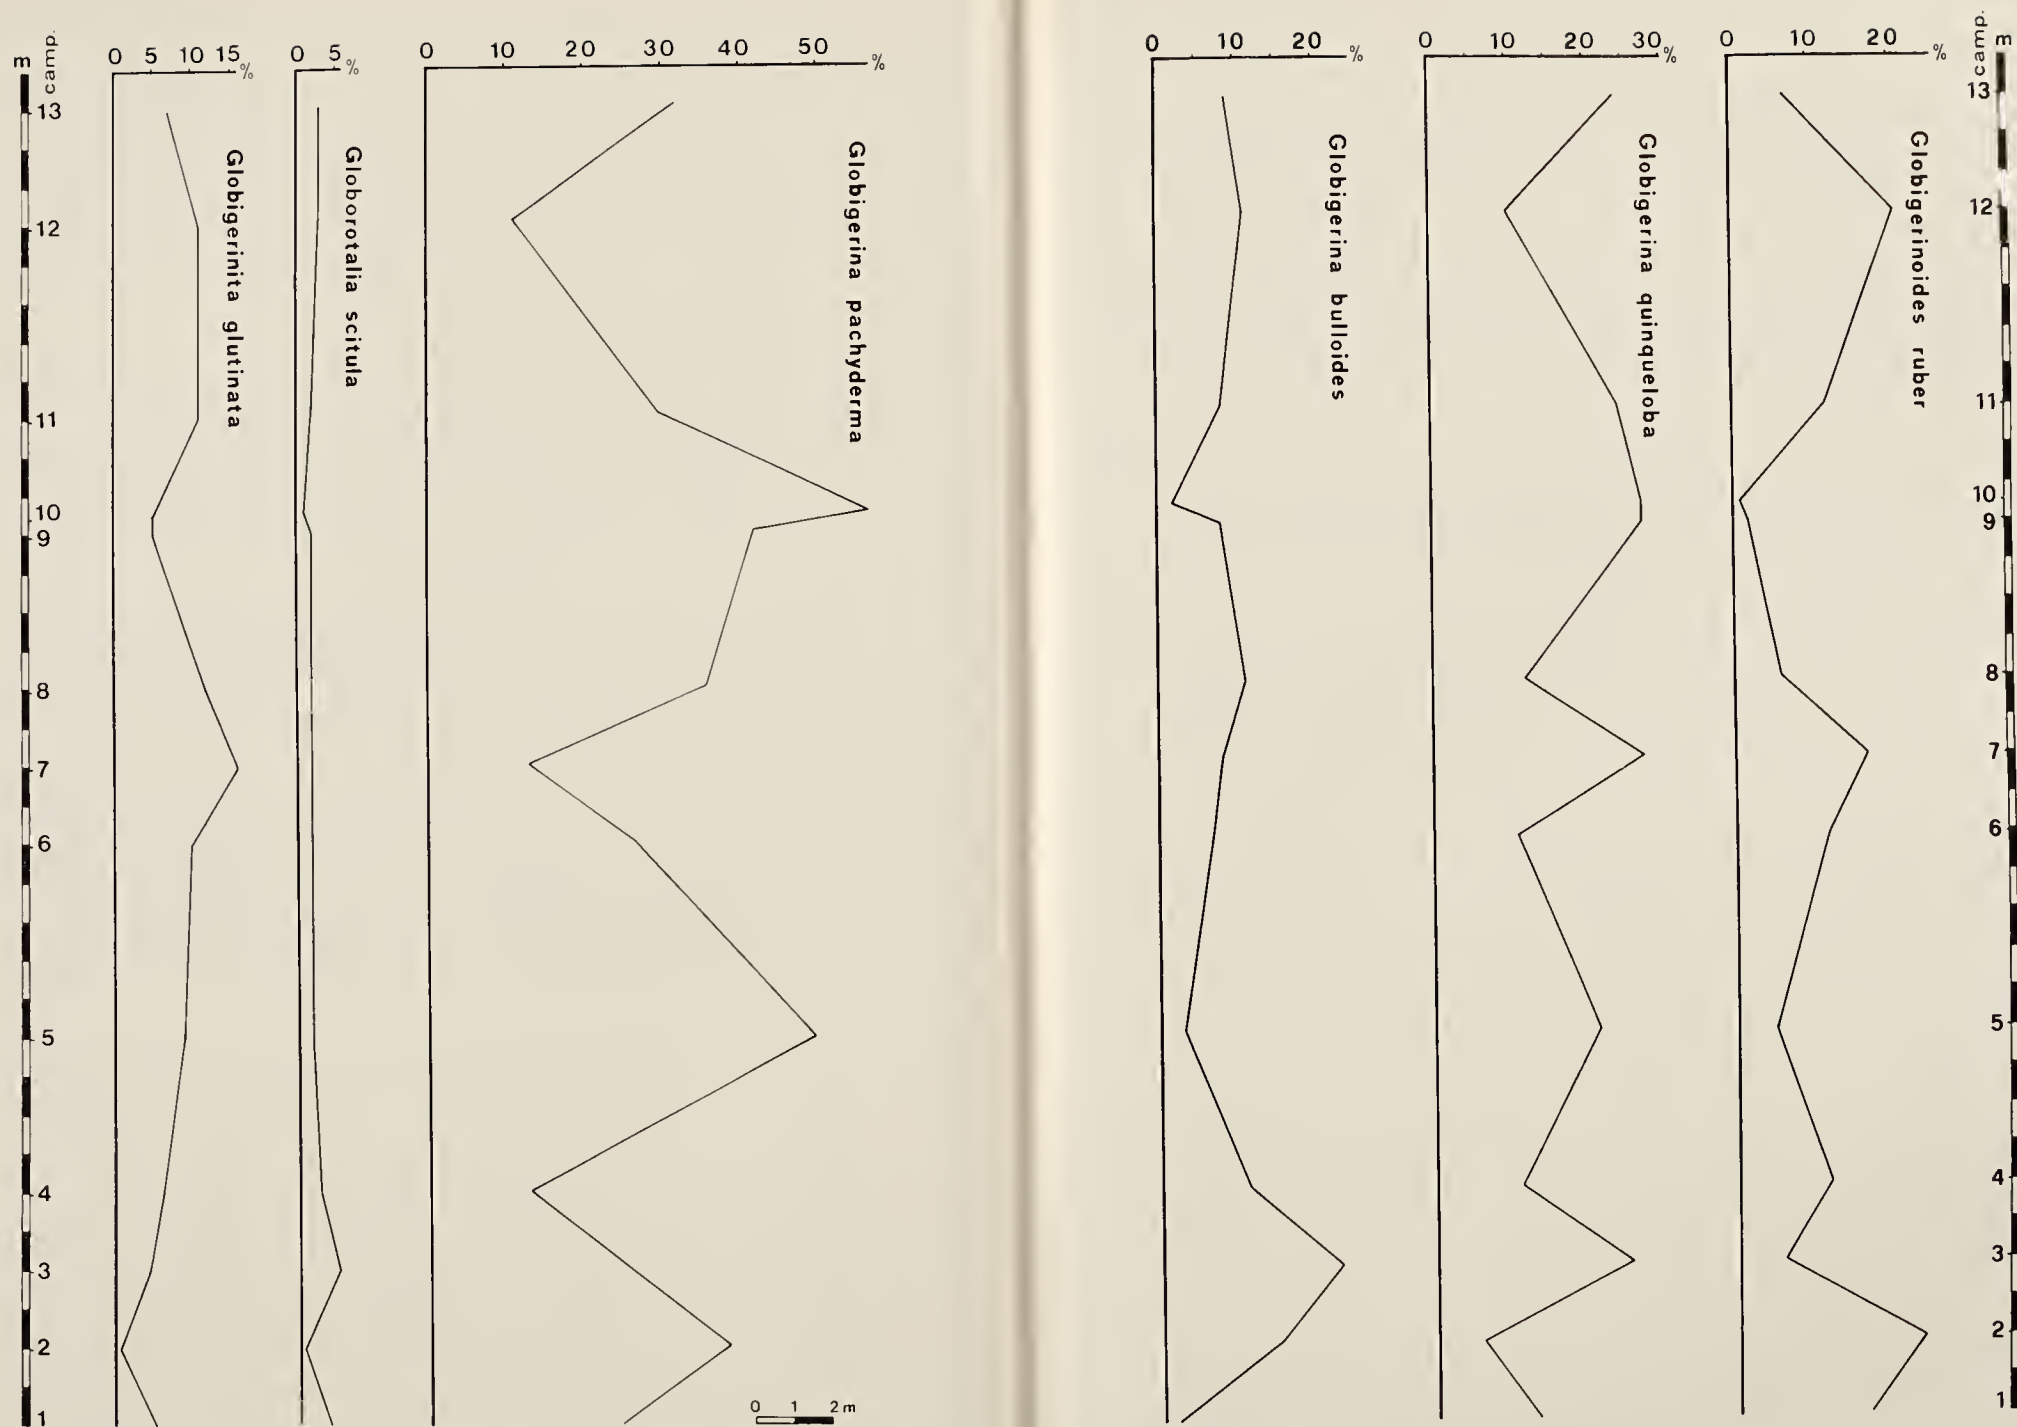 m
camp.
0 5 10 15 %
0 5 %
0 10 20 30 40 50 %
0 10 20 %
0 10 20 30 %
0 10 20 %
camp.
m
Globigerinita glutinata
Globorotalia scitula
Globigerina pachyderma
Globigerina bulloides
Globigerina quinqueloba
Globigerinoides ruber
13
12
11
10
9
8
7
6
5
4
3
2
1
0 1 2 m
13
12
11
10
9
8
7
6
5
4
3
2
1